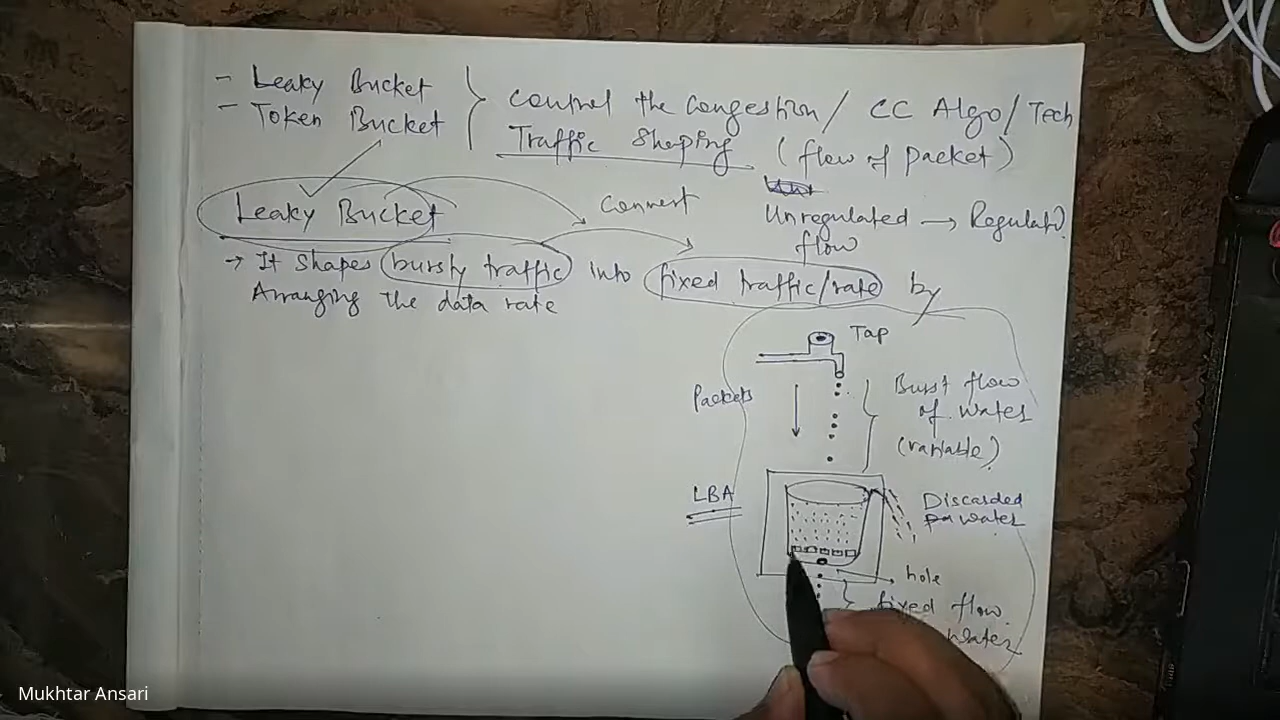 - Leaky Bucket
- Token Bucket
control the congestion / CC Algo/Tech
Traffic Shaping (flow of packet)
Leaky Bucket
Convert
Unregulated → Regulati
flow
→ It shapes bursty traffic into fixed traffic/rate by
Arranging the data rate
Tap
Packets
Burst flow
of water
(variable)
LBA
Discarded
water
hole
fixed flow
water
Mukhtar Ansari